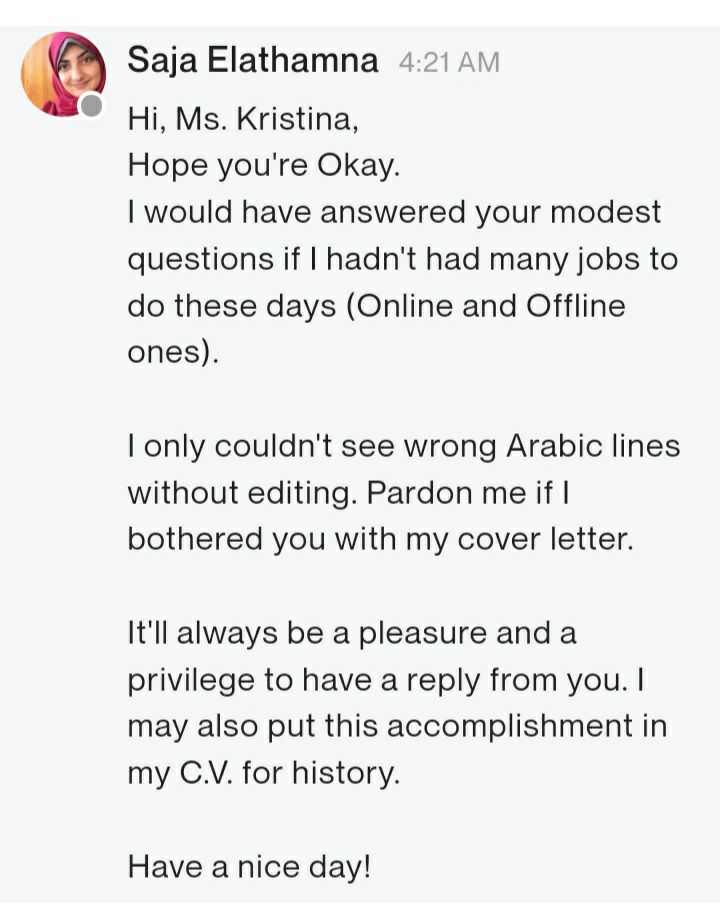 Saja Elathamna 4:21 AM
Hi, Ms. Kristina,
Hope you're Okay.
I would have answered your modest
questions if I hadn't had many jobs to
do these days (Online and Offline
ones).
I only couldn't see wrong Arabic lines
without editing. Pardon me if I
bothered you with my cover letter.
It'll always be a pleasure and a
privilege to have a reply from you. I
may also put this accomplishment in
my C.V. for history.
Have a nice day!